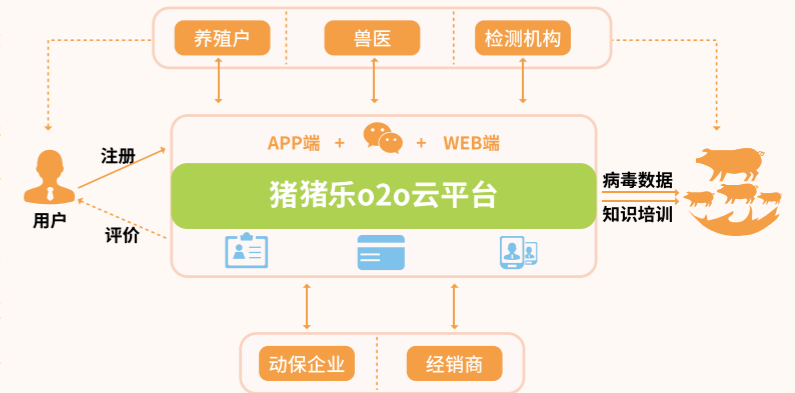 养殖户
兽医
检测机构
APP端 + + WEB端
注册
猪猪乐o2o云平台
病毒数据
知识培训
用户
评价
动保企业
经销商